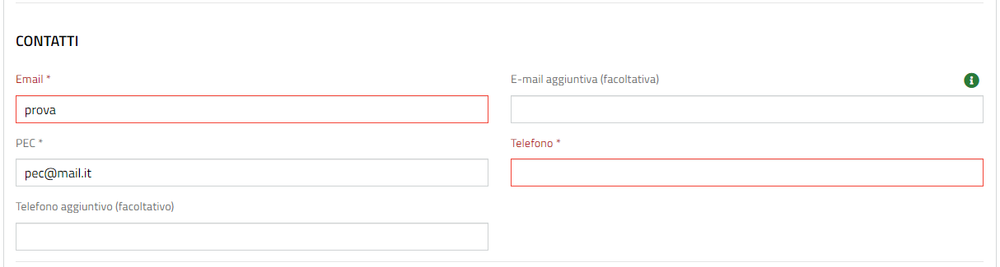 CONTATTI
Email *
E-mail aggiuntiva (facoltativa)
prova
PEC *
Telefono *
pec@mail.it
Telefono aggiuntivo (facoltativo)